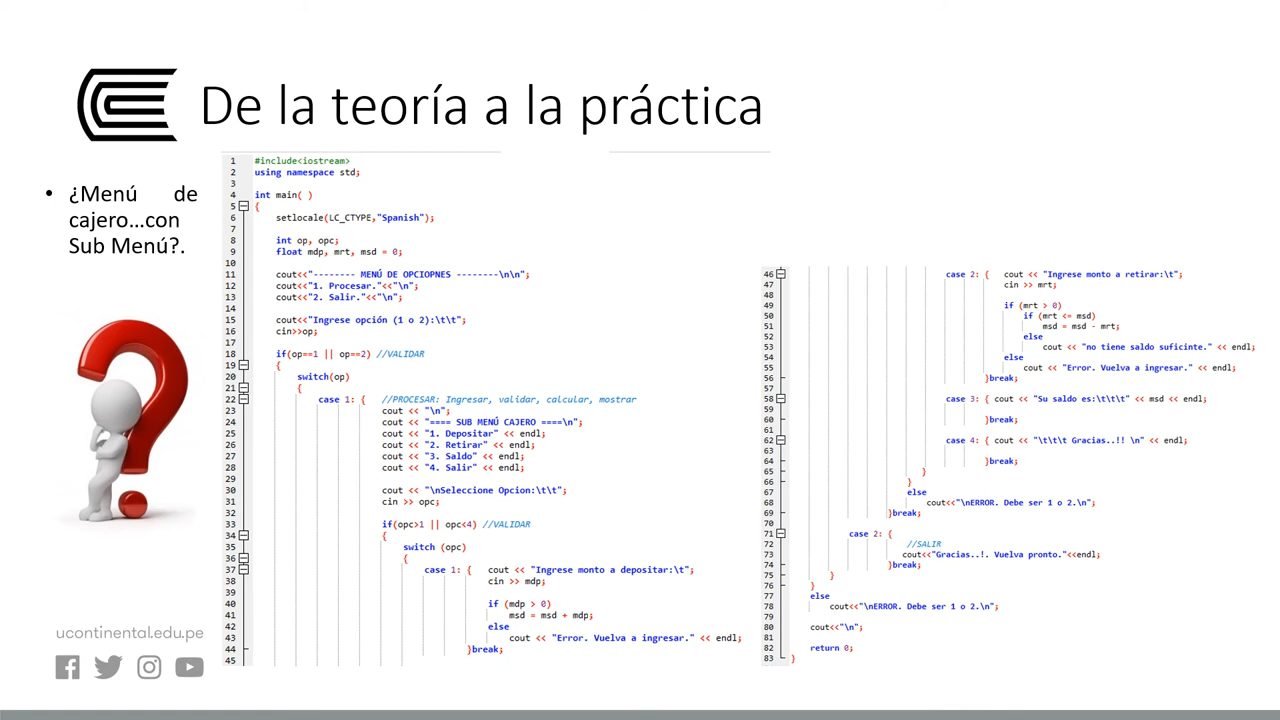 De la teoría a la práctica
• ¿Menú de
cajero...con
Sub Menú?.
ucontinental.edu.pe
1 #include<iostream>
2 using namespace std;
3
4 int main( )
5 {
6 setlocale(LC_CTYPE,"Spanish");
7
8 int op, opc;
9 float mdp, mrt, msd = 0;
10
11 cout<<"-------- MENÚ DE OPCIOPNES --------\n\n";
12 cout<<"1. Procesar."<<"\n";
13 cout<<"2. Salir."<<"\n";
14
15 cout<<"Ingrese opción (1 o 2):\t\t";
16 cin>>op;
17
18 if(op==1 || op==2) //VALIDAR
19 {
20 switch(op)
21 {
22 case 1: { //PROCESAR: Ingresar, validar, calcular, mostrar
23 cout << "\n";
24 cout << "==== SUB MENÚ CAJERO ====\n";
25 cout << "1. Depositar" << endl;
26 cout << "2. Retirar" << endl;
27 cout << "3. Saldo" << endl;
28 cout << "4. Salir" << endl;
29
30 cout << "\nSeleccione Opcion:\t\t";
31 cin >> opc;
32
33 if(opc>1 || opc<4) //VALIDAR
34 {
35 switch (opc)
36 {
37 case 1: { cout << "Ingrese monto a depositar:\t";
38 cin >> mdp;
39
40 if (mdp > 0)
41 msd = msd + mdp;
42 else
43 cout << "Error. Vuelva a ingresar." << endl;
44 }break;
45
46 case 2: { cout << "Ingrese monto a retirar:\t";
47 cin >> mrt;
48
49 if (mrt > 0)
50 if (mrt <= msd)
51 msd = msd - mrt;
52 else
53 cout << "no tiene saldo suficinte." << endl;
54 else
55 cout << "Error. Vuelva a ingresar." << endl;
56 }break;
57
58 case 3: { cout << "Su saldo es:\t\t\t" << msd << endl;
59
60 }break;
61
62 case 4: { cout << "\t\t\t Gracias..!! \n" << endl;
63
64 }break;
65 }
66 }
67 else
68 cout<<"\nERROR. Debe ser 1 o 2.\n";
69 }break;
70
71 case 2: {
72 //SALIR
73 cout<<"Gracias..!. Vuelva pronto."<<endl;
74 }break;
75 }
76 }
77 else
78 cout<<"\nERROR. Debe ser 1 o 2.\n";
79
80 cout<<"\n";
81
82 return 0;
83 }